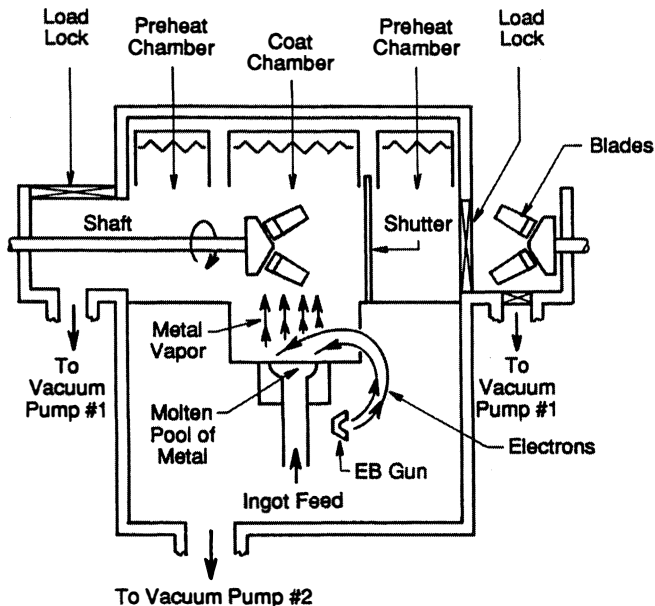 Load
Lock
Preheat
Chamber
Coat
Chamber
Preheat
Chamber
Load
Lock
Blades
Shaft
Shutter
Metal
Vapor
To
Vacuum
Pump #1
Molten
Pool of
Metal
To
Vacuum
Pump #1
Electrons
EB Gun
Ingot Feed
To Vacuum Pump #2